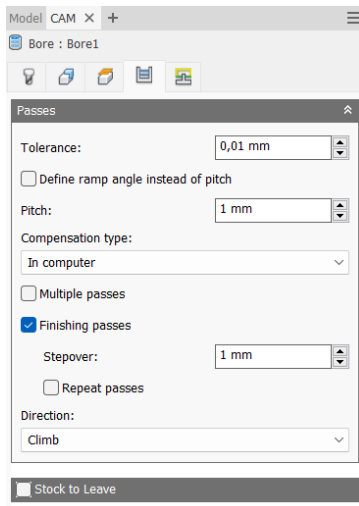 Model CAM × +
Bore : Bore1
Passes
Tolerance: 0,01 mm
Define ramp angle instead of pitch
Pitch: 1 mm
Compensation type:
In computer
Multiple passes
Finishing passes
Stepover: 1 mm
Repeat passes
Direction:
Climb
Stock to Leave